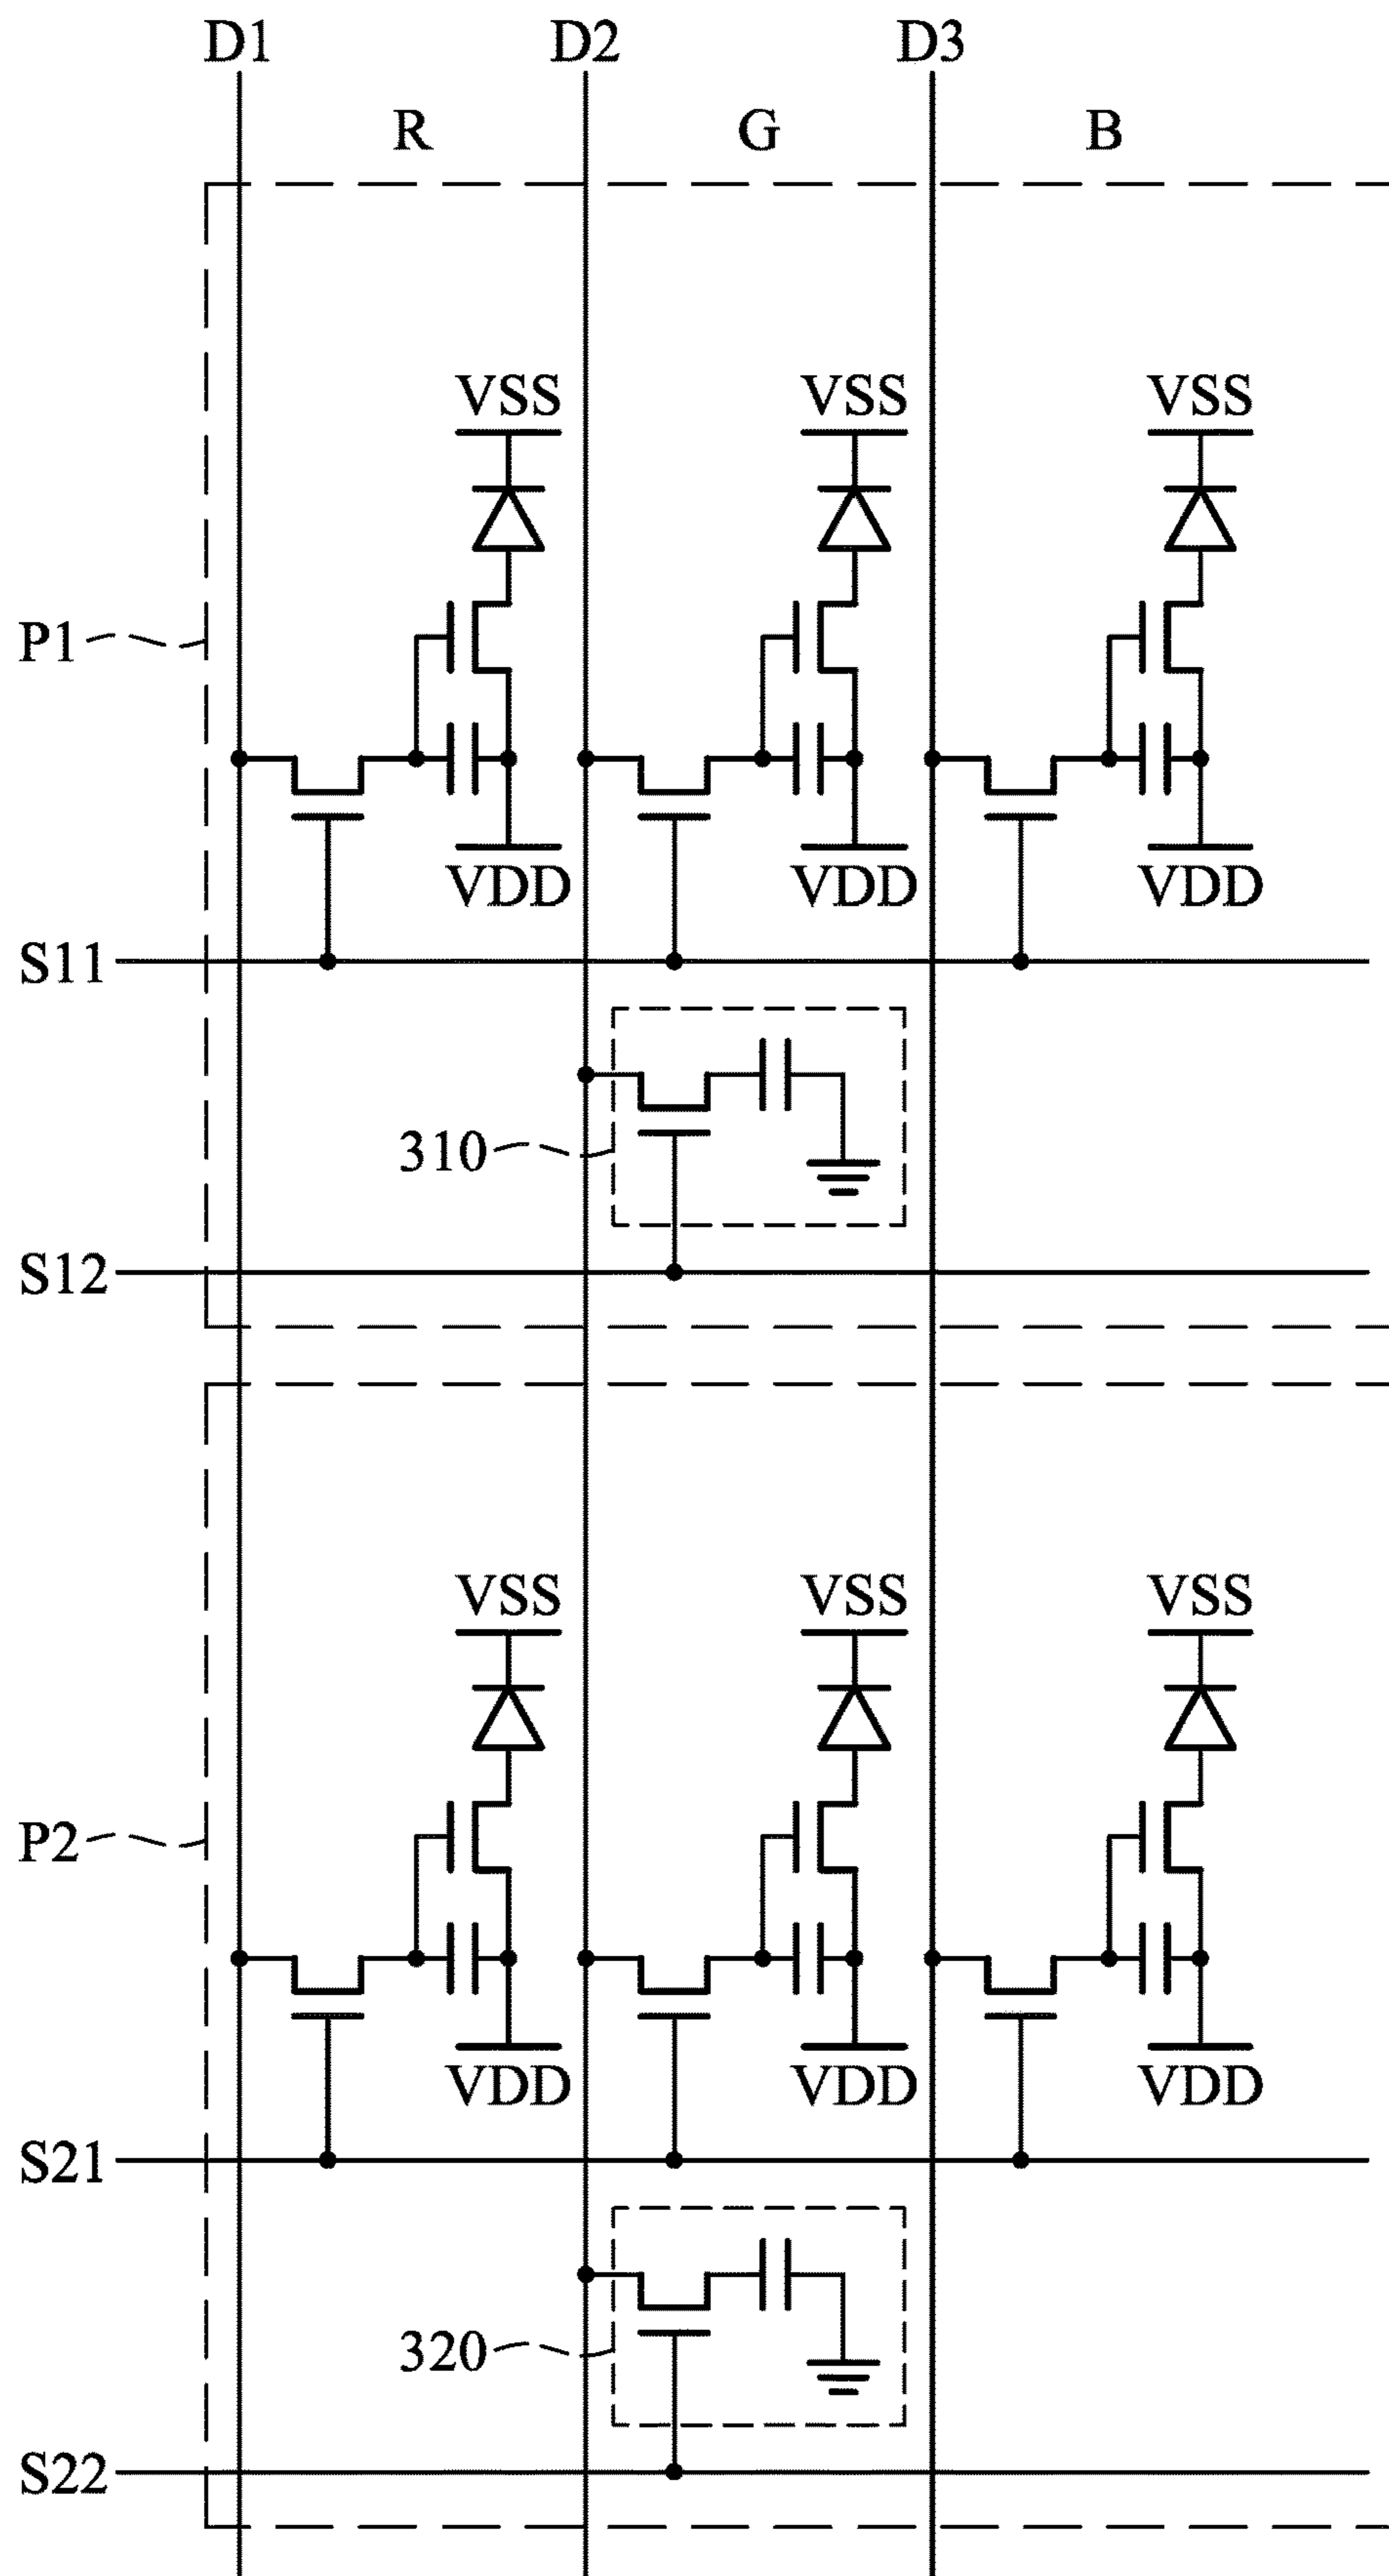 D1 D2 D3
R G B
VSS VSS VSS
P1
VDD VDD VDD
S11
310
S12
VSS VSS VSS
P2
VDD VDD VDD
S21
320
S22